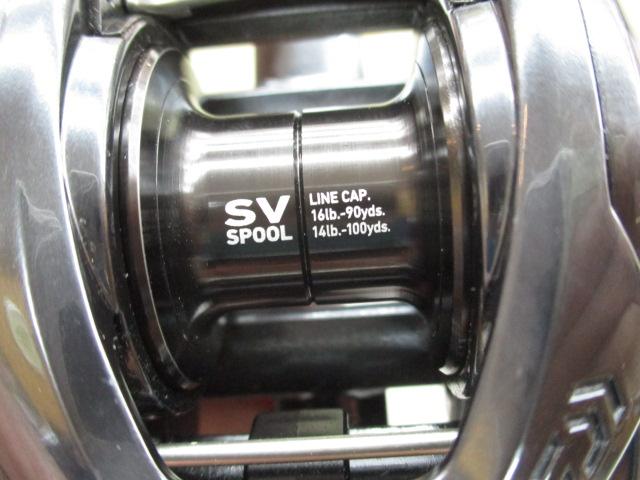 SV
SPOOL
LINE CAP.
16lb.-90yds.
14lb.-100yds.